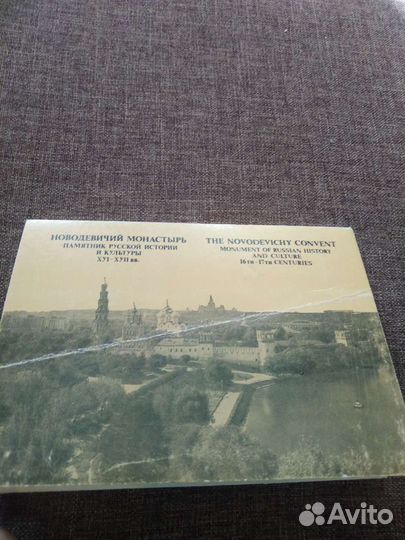 НОВОДЕВИЧИЙ МОНАСТЫРЬ
ПАМЯТНИК РУССКОЙ ИСТОРИИ
И КУЛЬТУРЫ
XVI - XVII вв.
THE NOVODEVICHY CONVENT
MONUMENT OF RUSSIAN HISTORY
AND CULTURE
16TH - 17TH CENTURIES
Avito